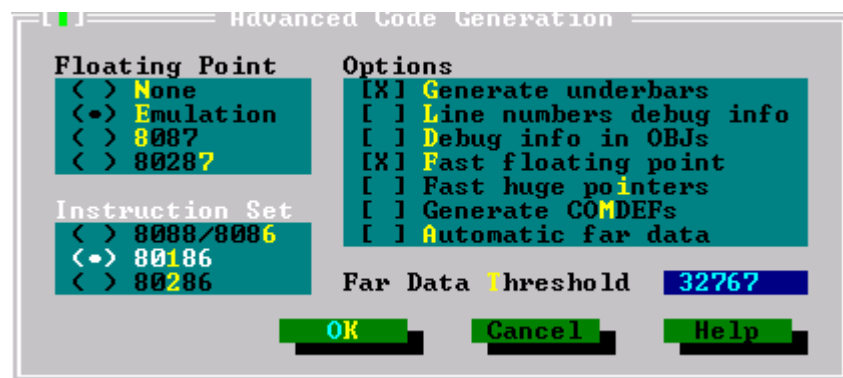 Advanced Code Generation
Floating Point
( ) None
(•) Emulation
( ) 8087
( ) 80287
Options
[X] Generate underbars
[ ] Line numbers debug info
[ ] Debug info in OBJs
[X] Fast floating point
[ ] Fast huge pointers
[ ] Generate COMDEFs
[ ] Automatic far data
Instruction Set
( ) 8088/8086
(•) 80186
( ) 80286
Far Data Threshold 32767
OK Cancel Help